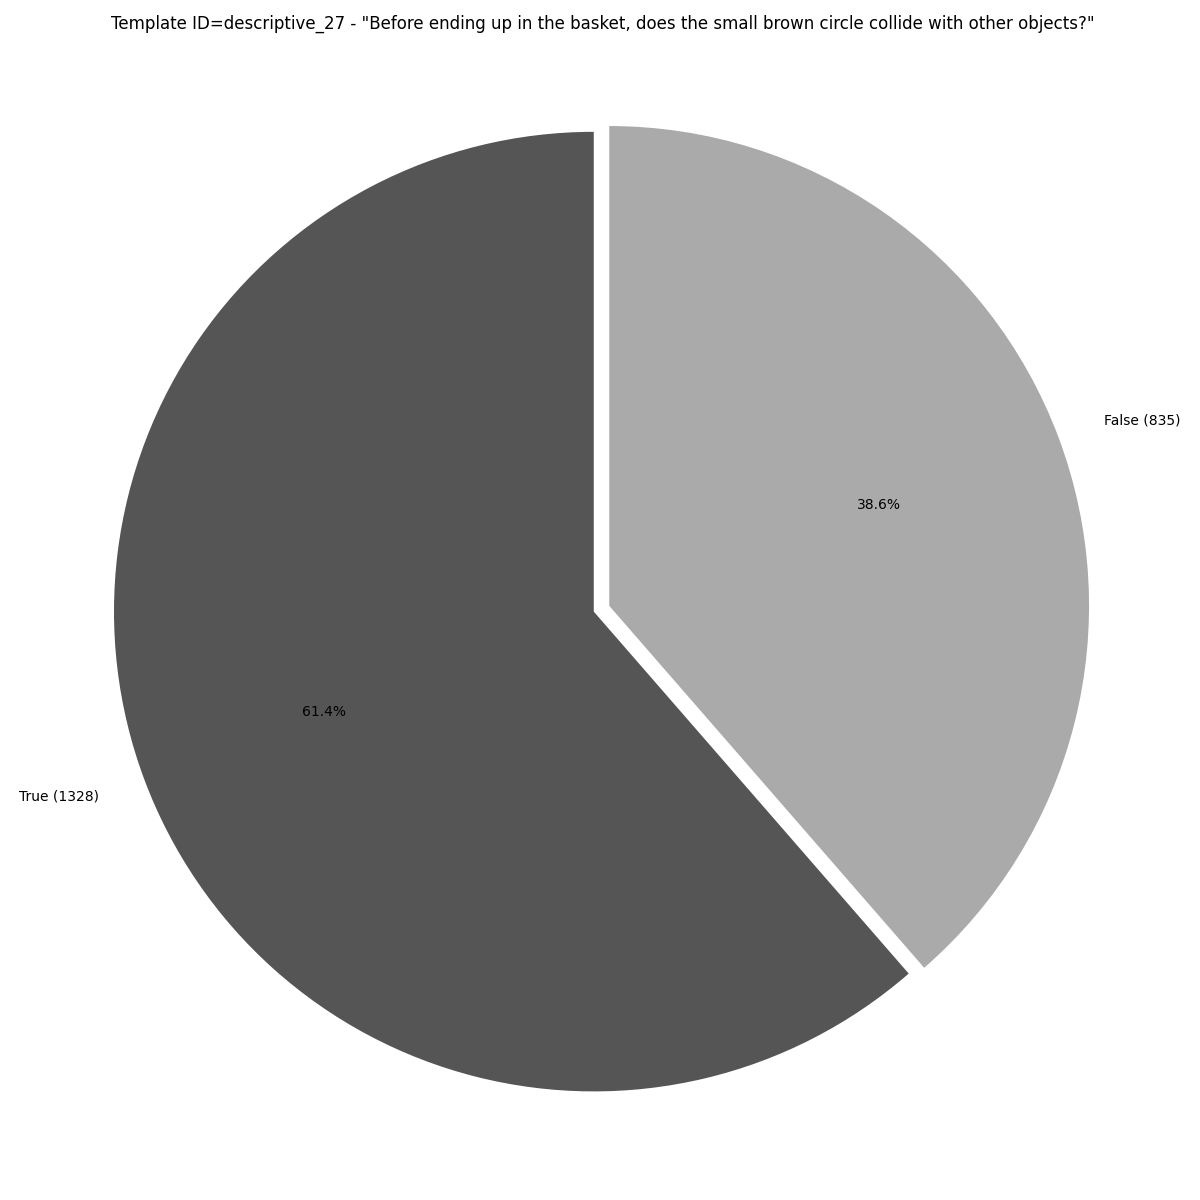 Template ID=descriptive_27 - "Before ending up in the basket, does the small brown circle collide with other objects?"
False (835)
38.6%
61.4%
True (1328)